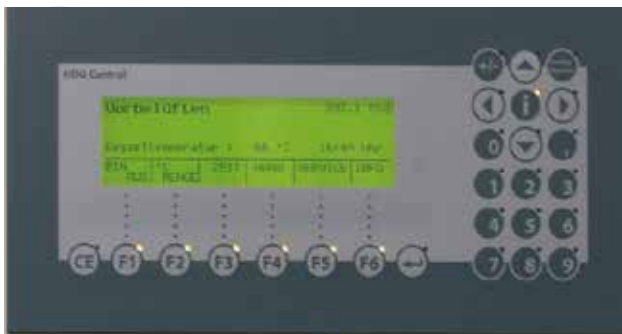 HDG Control
Vorbelüften
Kesseltemperatur : °C
EIN °C ZEIT HAND SERVICE INFO
AUS MENGE
+/-
i
0 .
1 2 3
4 5 6
CE F1 F2 F3 F4 F5 F6 7 8 9